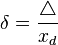 δ = △ / x_d